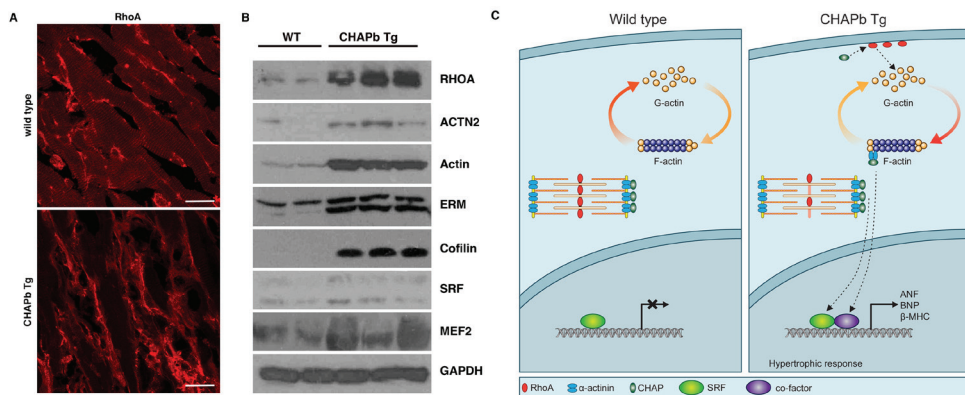 A
RhoA
wild type
CHAPb Tg
B
WT
CHAPb Tg
RHOA
ACTN2
Actin
ERM
Cofilin
SRF
MEF2
GAPDH
C
Wild type
CHAPb Tg
G-actin
F-actin
G-actin
F-actin
ANF
BNP
β-MHC
Hypertrophic response
RhoA
α-actinin
CHAP
SRF
co-factor